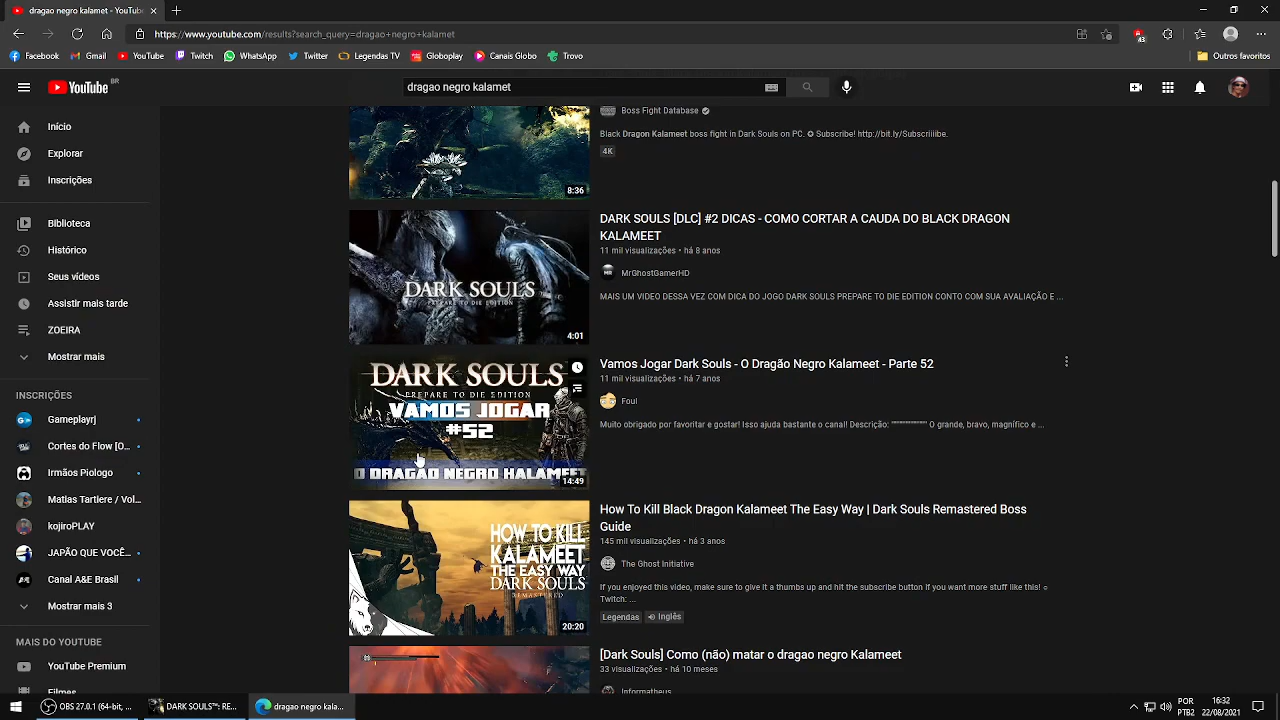 dragao negro kalamet - YouTube
https://www.youtube.com/results?search_query=dragao+negro+kalamet
43
Facebook
Gmail
YouTube
Twitch
WhatsApp
Twitter
Legendas TV
Globoplay
Canais Globo
Trovo
Outros favoritos
YouTube BR
dragao negro kalamet
Início
Explorar
Inscrições
Biblioteca
Histórico
Seus vídeos
Assistir mais tarde
ZOEIRA
Mostrar mais
INSCRIÇÕES
Gameplayrj
Cortes do Flow [O...
Irmãos Piologo
Matias Tartiere / Vol...
kojiroPLAY
JAPÃO QUE VOCÊ...
Canal Zoe Brasil
Mostrar mais 3
MAIS DO YOUTUBE
YouTube Premium
Filmes
8:36
Boss Fight Database
Black Dragon Kalameet boss fight in Dark Souls on PC. ✪ Subscribe! http://bit.ly/Subscriiiibe.
4K
DARK SOULS
PREPARE TO DIE EDITION
4:01
DARK SOULS [DLC] #2 DICAS - COMO CORTAR A CAUDA DO BLACK DRAGON
KALAMEET
11 mil visualizações • há 8 anos
MrGhostGamerHD
MAIS UM VIDEO DESSA VEZ COM DICA DO JOGO DARK SOULS PREPARE TO DIE EDITION CONTO COM SUA AVALIAÇÃO E ...
DARK SOULS
PREPARE TO DIE EDITION
VAMOS JOGAR
#52
O DRAGÃO NEGRO KALAMEET
14:49
Vamos Jogar Dark Souls - O Dragão Negro Kalameet - Parte 52
11 mil visualizações • há 7 anos
Foul
Muito obrigado por favoritar e gostar! Isso ajuda bastante o canal! Descrição: O grande, bravo, magnífico e ...
HOW TO KILL
KALAMEET
THE EASY WAY
DARK SOULS
REMASTERED
20:20
How To Kill Black Dragon Kalameet The Easy Way | Dark Souls Remastered Boss
Guide
145 mil visualizações • há 3 anos
The Ghost Initiative
If you enjoyed this video, make sure to give it a thumbs up and hit the subscribe button if you want more stuff like this! ○
Twitch: ...
Legendas
Inglês
[Dark Souls] Como (não) matar o dragao negro Kalameet
33 visualizações • há 10 meses
Informatheus
OBS 27.0.1 (64-bit, ...
DARK SOULS™: RE...
dragao negro kala...
POR
PTB2
16:32
22/08/2021